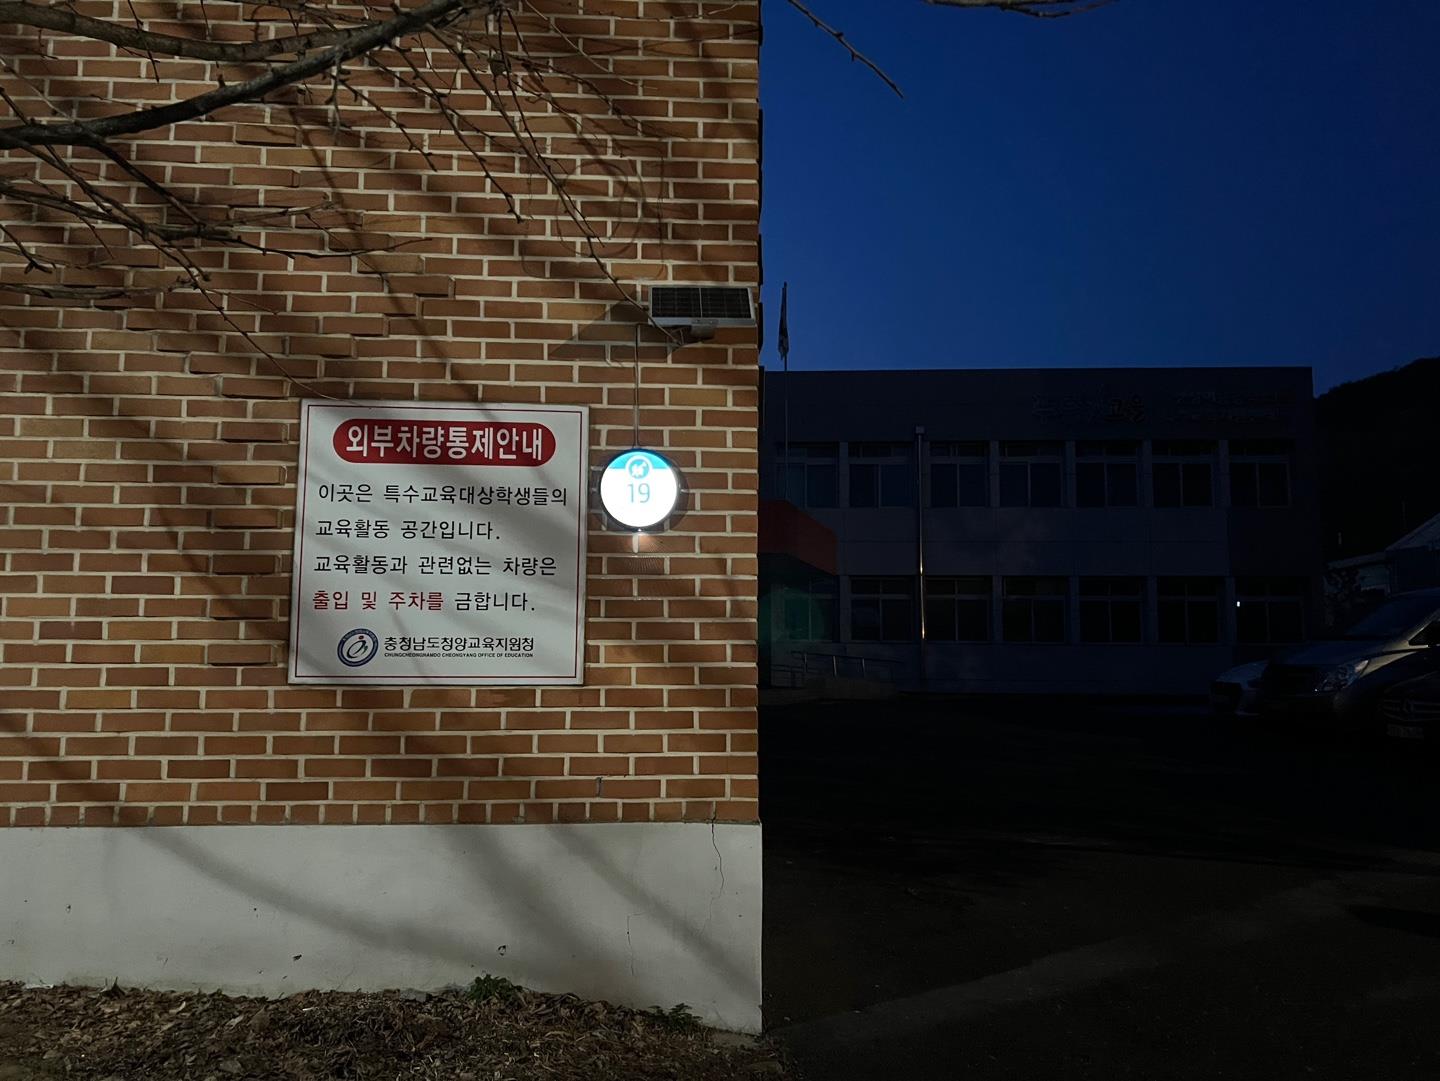 외부차량통제안내
이곳은 특수교육대상학생들의
교육활동 공간입니다.
교육활동과 관련없는 차량은
출입 및 주차를 금합니다.
충청남도청양교육지원청
CHUNGCHEONGNAMDO CHEONGYANG OFFICE OF EDUCATION
19
교육